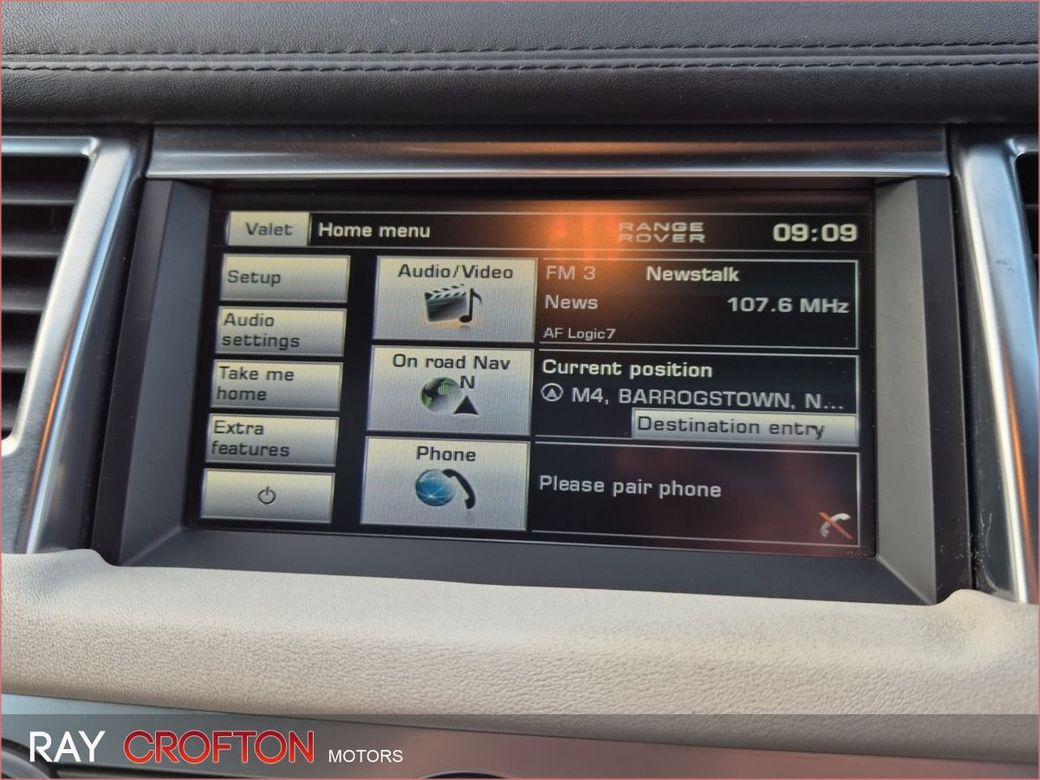 Valet
Home menu
RANGE
ROVER
09:09
Setup
Audio
settings
Take me
home
Extra
features
Audio/Video
On road Nav
N
Phone
FM 3
Newstalk
News
107.6 MHz
AF Logic7
Current position
M4, BARROGSTOWN, N...
Destination entry
Please pair phone
RAY CROFTON MOTORS